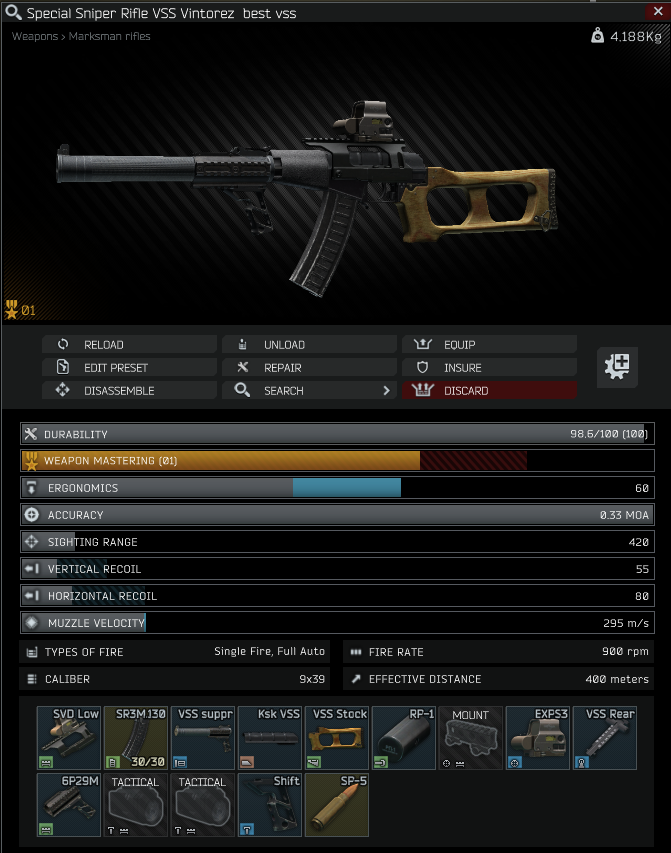 Special Sniper Rifle VSS Vintorez best vss
Weapons > Marksman rifles
4.188Kg
01
RELOAD
UNLOAD
EQUIP
EDIT PRESET
REPAIR
INSURE
DISASSEMBLE
SEARCH
DISCARD
DURABILITY 98.6/100 (100)
WEAPON MASTERING (01)
ERGONOMICS 60
ACCURACY 0.33 MOA
SIGHTING RANGE 420
VERTICAL RECOIL 55
HORIZONTAL RECOIL 80
MUZZLE VELOCITY 295 m/s
TYPES OF FIRE Single Fire, Full Auto
FIRE RATE 900 rpm
CALIBER 9x39
EFFECTIVE DISTANCE 400 meters
SVD Low
SR3M.130
30/30
VSS suppr
Ksk VSS
VSS Stock
RP-1
MOUNT
EXPS3
VSS Rear
6P29M
TACTICAL
TACTICAL
Shift
SP-5